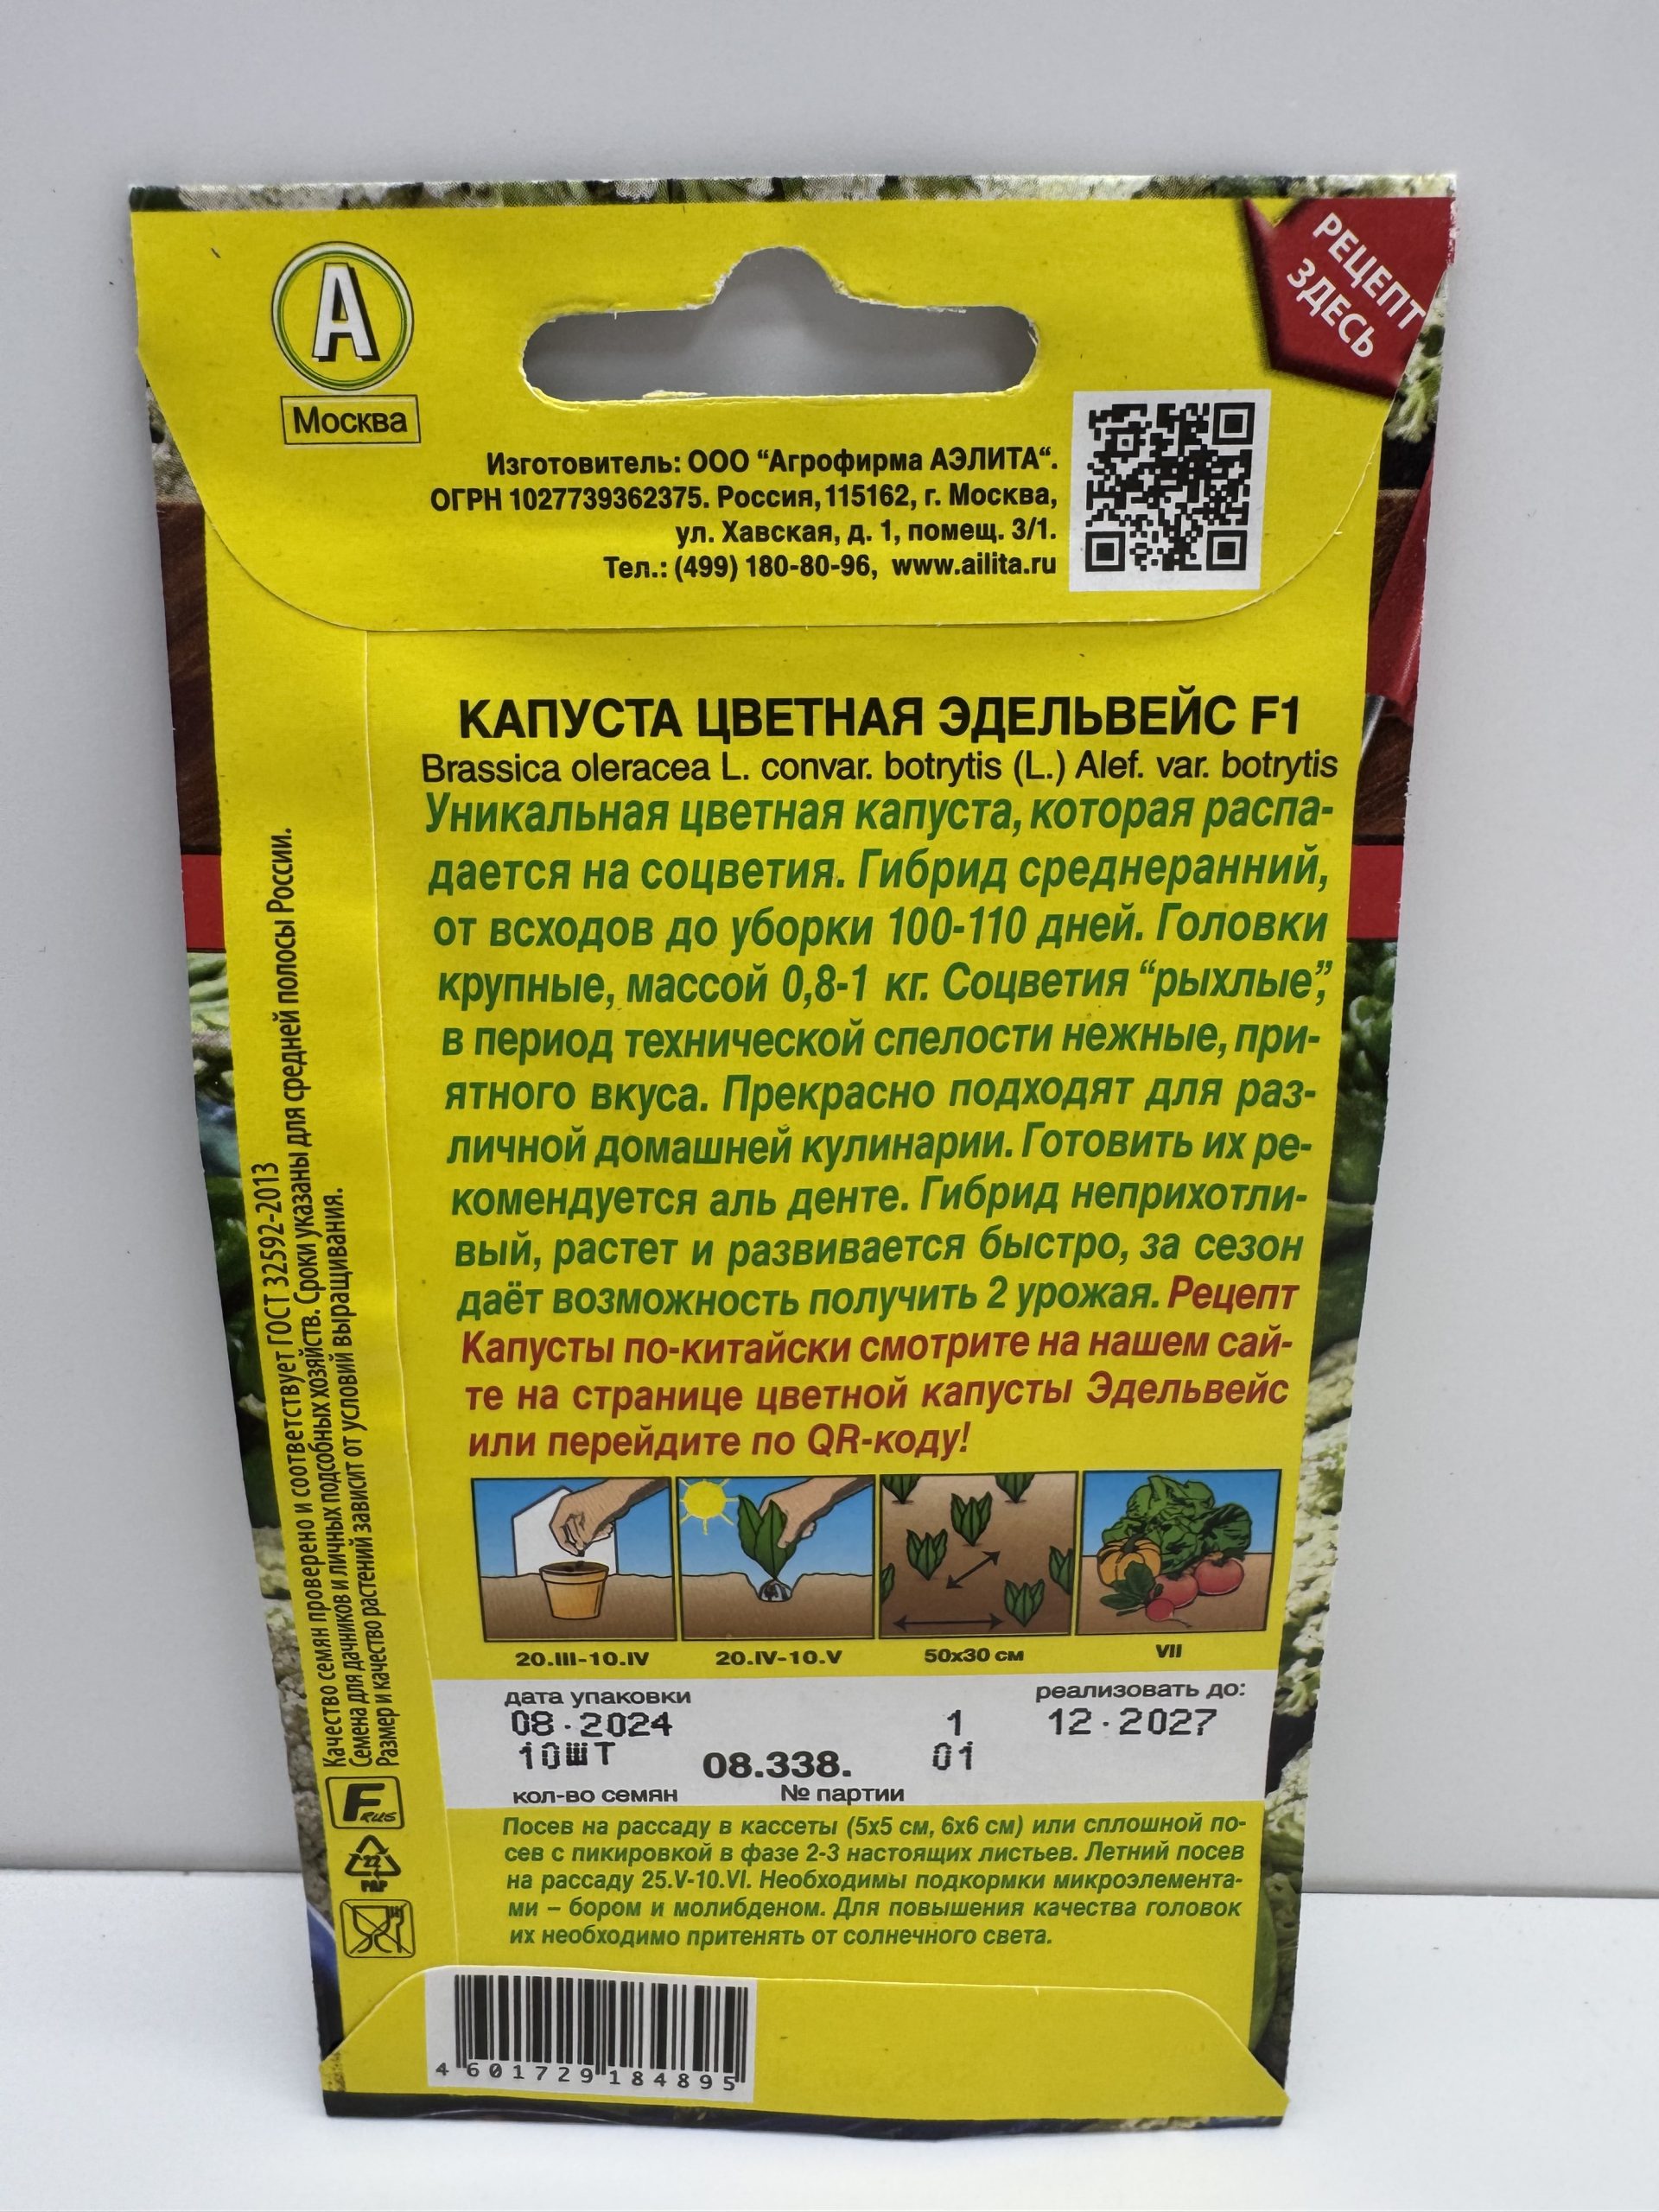 РЕЦЕПТ
ЗДЕСЬ
А
Москва
Изготовитель: ООО “Агрофирма АЭЛИТА“.
ОГРН 1027739362375. Россия, 115162, г. Москва,
ул. Хавская, д. 1, помещ. 3/1.
Тел.: (499) 180-80-96, www.ailita.ru
КАПУСТА ЦВЕТНАЯ ЭДЕЛЬВЕЙС F1
Brassica oleracea L. convar. botrytis (L.) Alef. var. botrytis
Уникальная цветная капуста, которая распа-
дается на соцветия. Гибрид среднеранний,
от всходов до уборки 100-110 дней. Головки
крупные, массой 0,8-1 кг. Соцветия “рыхлые”,
в период технической спелости нежные, при-
ятного вкуса. Прекрасно подходят для раз-
личной домашней кулинарии. Готовить их ре-
комендуется аль денте. Гибрид неприхотли-
вый, растет и развивается быстро, за сезон
даёт возможность получить 2 урожая. Рецепт
Капусты по-китайски смотрите на нашем сай-
те на странице цветной капусты Эдельвейс
или перейдите по QR-коду!
20.III-10.IV 20.IV-10.V 50x30 см VII
дата упаковки реализовать до:
08.2024 1 12.2027
10ШТ 08.338. 01
кол-во семян № партии
Посев на рассаду в кассеты (5х5 см, 6х6 см) или сплошной по-
сев с пикировкой в фазе 2-3 настоящих листьев. Летний посев
на рассаду 25.V-10.VI. Необходимы подкормки микроэлемента-
ми – бором и молибденом. Для повышения качества головок
их необходимо притенять от солнечного света.
Качество семян проверено и соответствует ГОСТ 32592-2013
Семена для дачников и личных подсобных хозяйств. Сроки указаны для средней полосы России.
Размер и качество растений зависит от условий выращивания.
F RUS
22
PAP
4 601729 184895